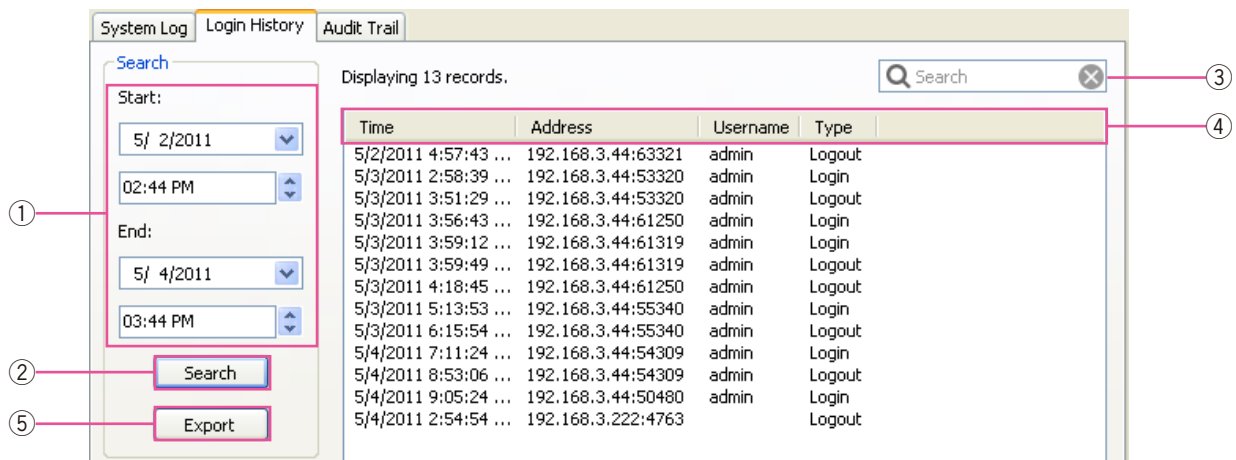 System Log Login History Audit Trail
Search
Start:
5/ 2/2011
02:44 PM
End:
5/ 4/2011
03:44 PM
Search
Export
Displaying 13 records.
Search
Time Address Username Type
5/2/2011 4:57:43 ... 192.168.3.44:63321 admin Logout
5/3/2011 2:58:39 ... 192.168.3.44:53320 admin Login
5/3/2011 3:51:29 ... 192.168.3.44:53320 admin Logout
5/3/2011 3:56:43 ... 192.168.3.44:61250 admin Login
5/3/2011 3:59:12 ... 192.168.3.44:61319 admin Login
5/3/2011 3:59:49 ... 192.168.3.44:61319 admin Logout
5/3/2011 4:18:45 ... 192.168.3.44:61250 admin Logout
5/3/2011 5:13:53 ... 192.168.3.44:55340 admin Login
5/3/2011 6:15:54 ... 192.168.3.44:55340 admin Logout
5/4/2011 7:11:24 ... 192.168.3.44:54309 admin Login
5/4/2011 8:53:06 ... 192.168.3.44:54309 admin Logout
5/4/2011 9:05:24 ... 192.168.3.44:50480 admin Login
5/4/2011 2:54:54 ... 192.168.3.222:4763 Logout
①
②
⑤
③
④